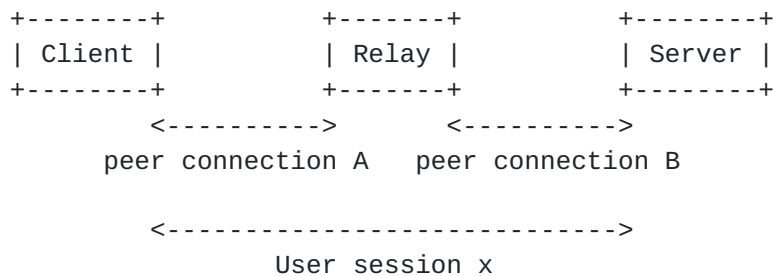 +--------+ +-------+ +--------+
| Client | | Relay | | Server |
+--------+ +-------+ +--------+
<----------> <---------->
peer connection A peer connection B
<----------------------------->
User session x